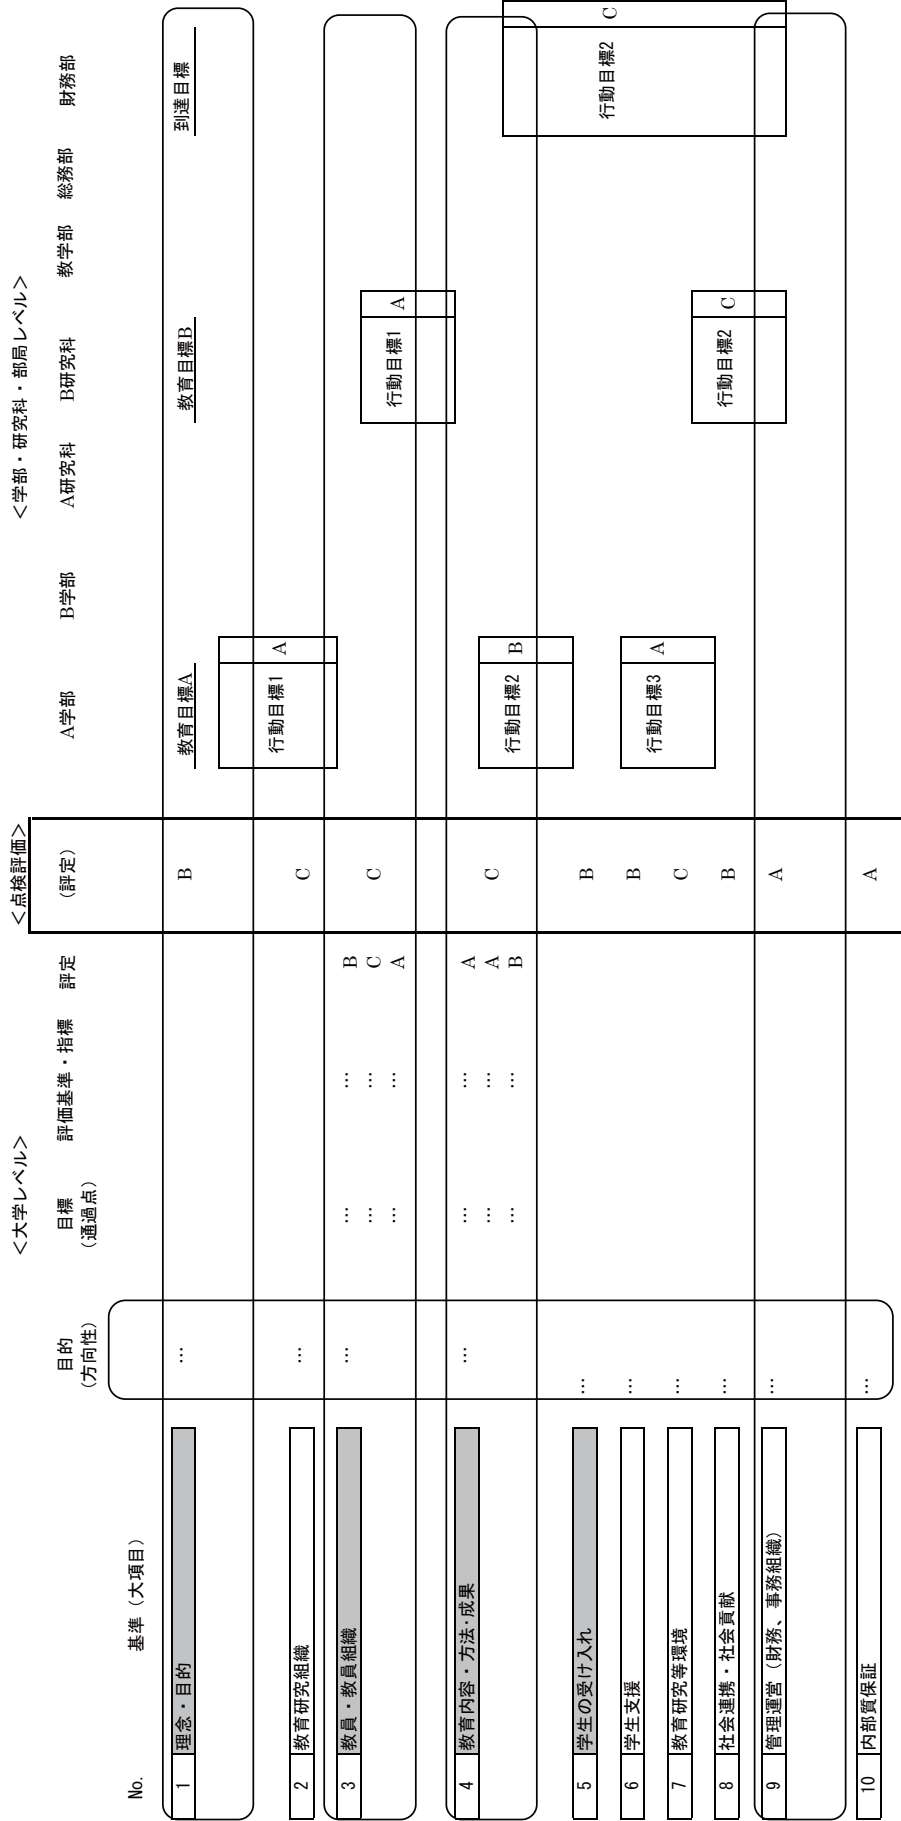 ＜大学レベル＞ ＜点検評価＞ ＜学部・研究科・部局レベル＞
目的 目標 評価基準・指標 評定 (評定) A学部 B学部 A研究科 B研究科 教学部 総務部 財務部
(方向性) (通過点)
No. 基準（大項目）
1 理念・目的 … B 教育目標A 教育目標B 到達目標
行動目標1 A
2 教育研究組織 … C
3 教員・教員組織 … … … B C
… … C
… … A
行動目標1 A
4 教育内容・方法・成果 … … … A C
… … A
… … B
行動目標2 B
5 学生の受け入れ … B
行動目標2 C
6 学生支援 … B
行動目標3 A
7 教育研究等環境 … C
8 社会連携・社会貢献 … B
行動目標2 C
9 管理運営（財務、事務組織） … A
10 内部質保証 … A